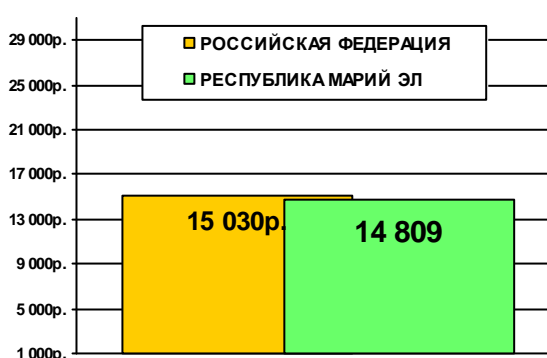 29 000р.
РОССИЙСКАЯ ФЕДЕРАЦИЯ
РЕСПУБЛИКА МАРИЙ ЭЛ
25 000р.
21 000р.
17 000р.
13 000р.
15 030р.
14 809
9 000р.
5 000р.
1 000р.